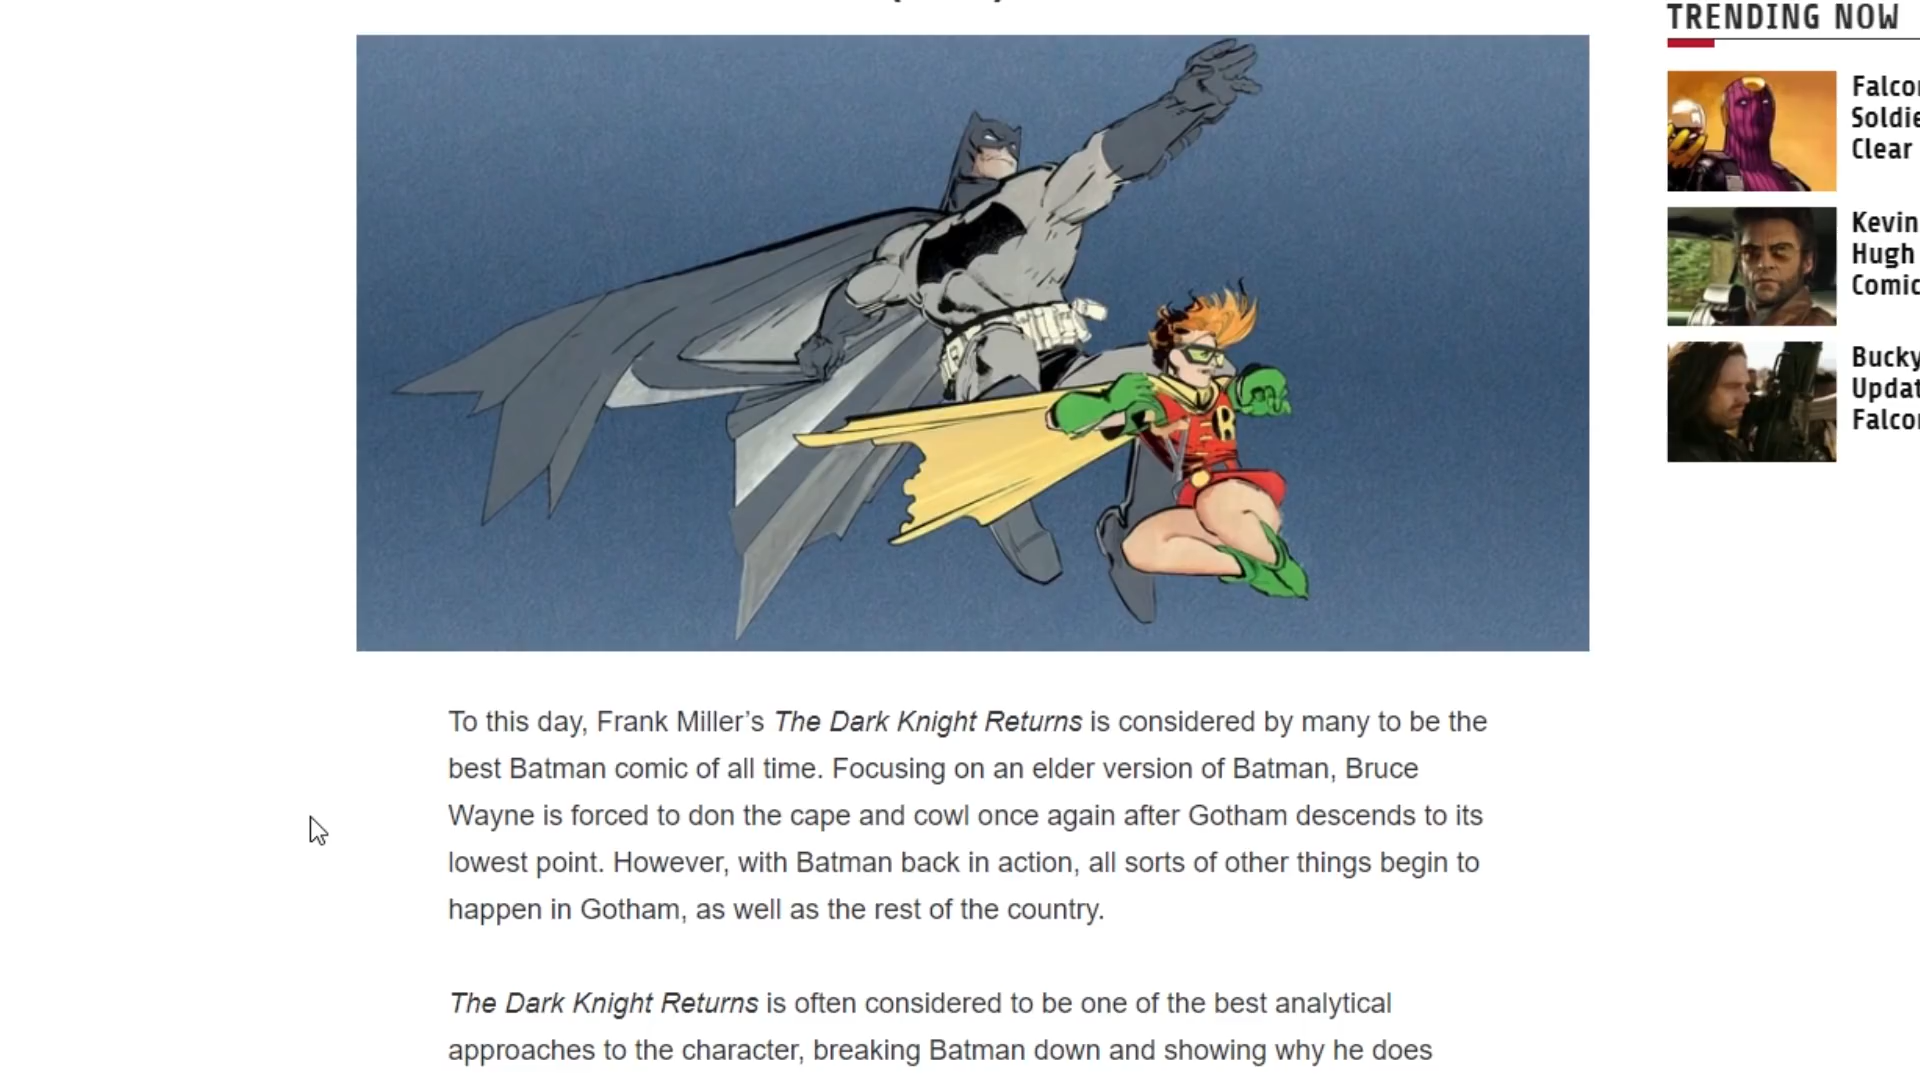 TRENDING NOW
Falcon
Soldie
Clear
Kevin
Hugh
Comic
Bucky
Updat
Falco
R
To this day, Frank Miller’s The Dark Knight Returns is considered by many to be the
best Batman comic of all time. Focusing on an elder version of Batman, Bruce
Wayne is forced to don the cape and cowl once again after Gotham descends to its
lowest point. However, with Batman back in action, all sorts of other things begin to
happen in Gotham, as well as the rest of the country.
The Dark Knight Returns is often considered to be one of the best analytical
approaches to the character, breaking Batman down and showing why he does